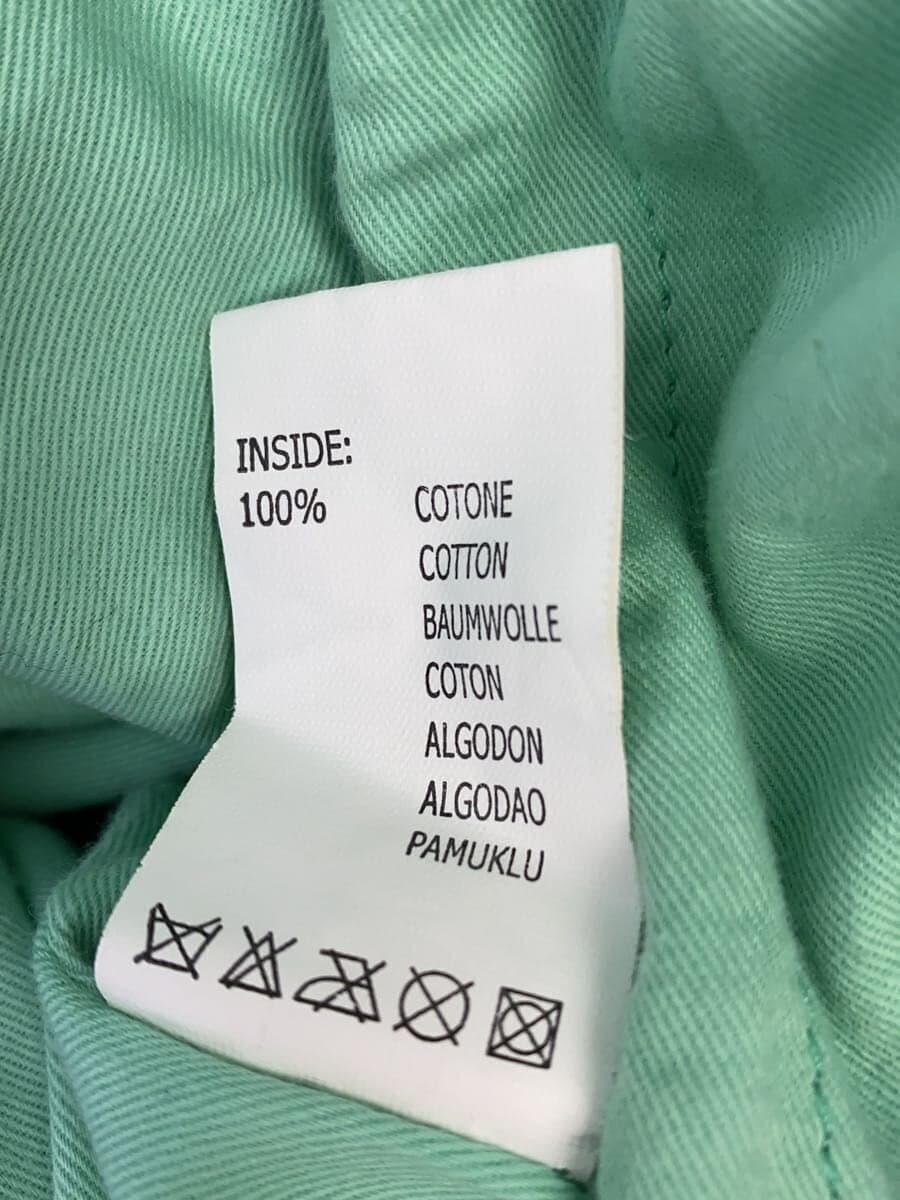 INSIDE:
100% COTONE
COTTON
BAUMWOLLE
COTON
ALGODON
ALGODAO
PAMUKLU